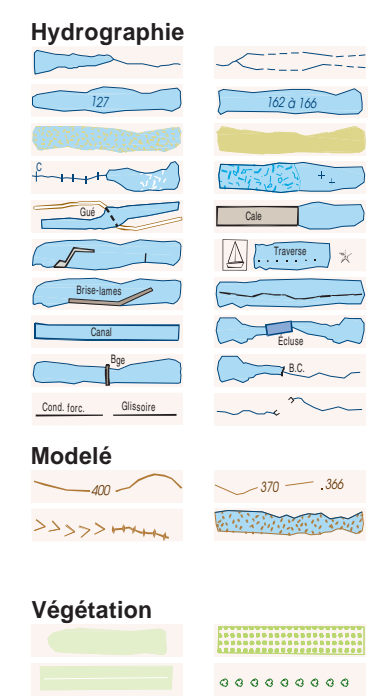 Hydrographie
127
162 à 166
C
Gué
Cale
Traverse
Brise-lames
Canal
Écluse
Bge
B.C.
Cond. forc.
Glissoire
Modelé
400
370
.366
Végétation